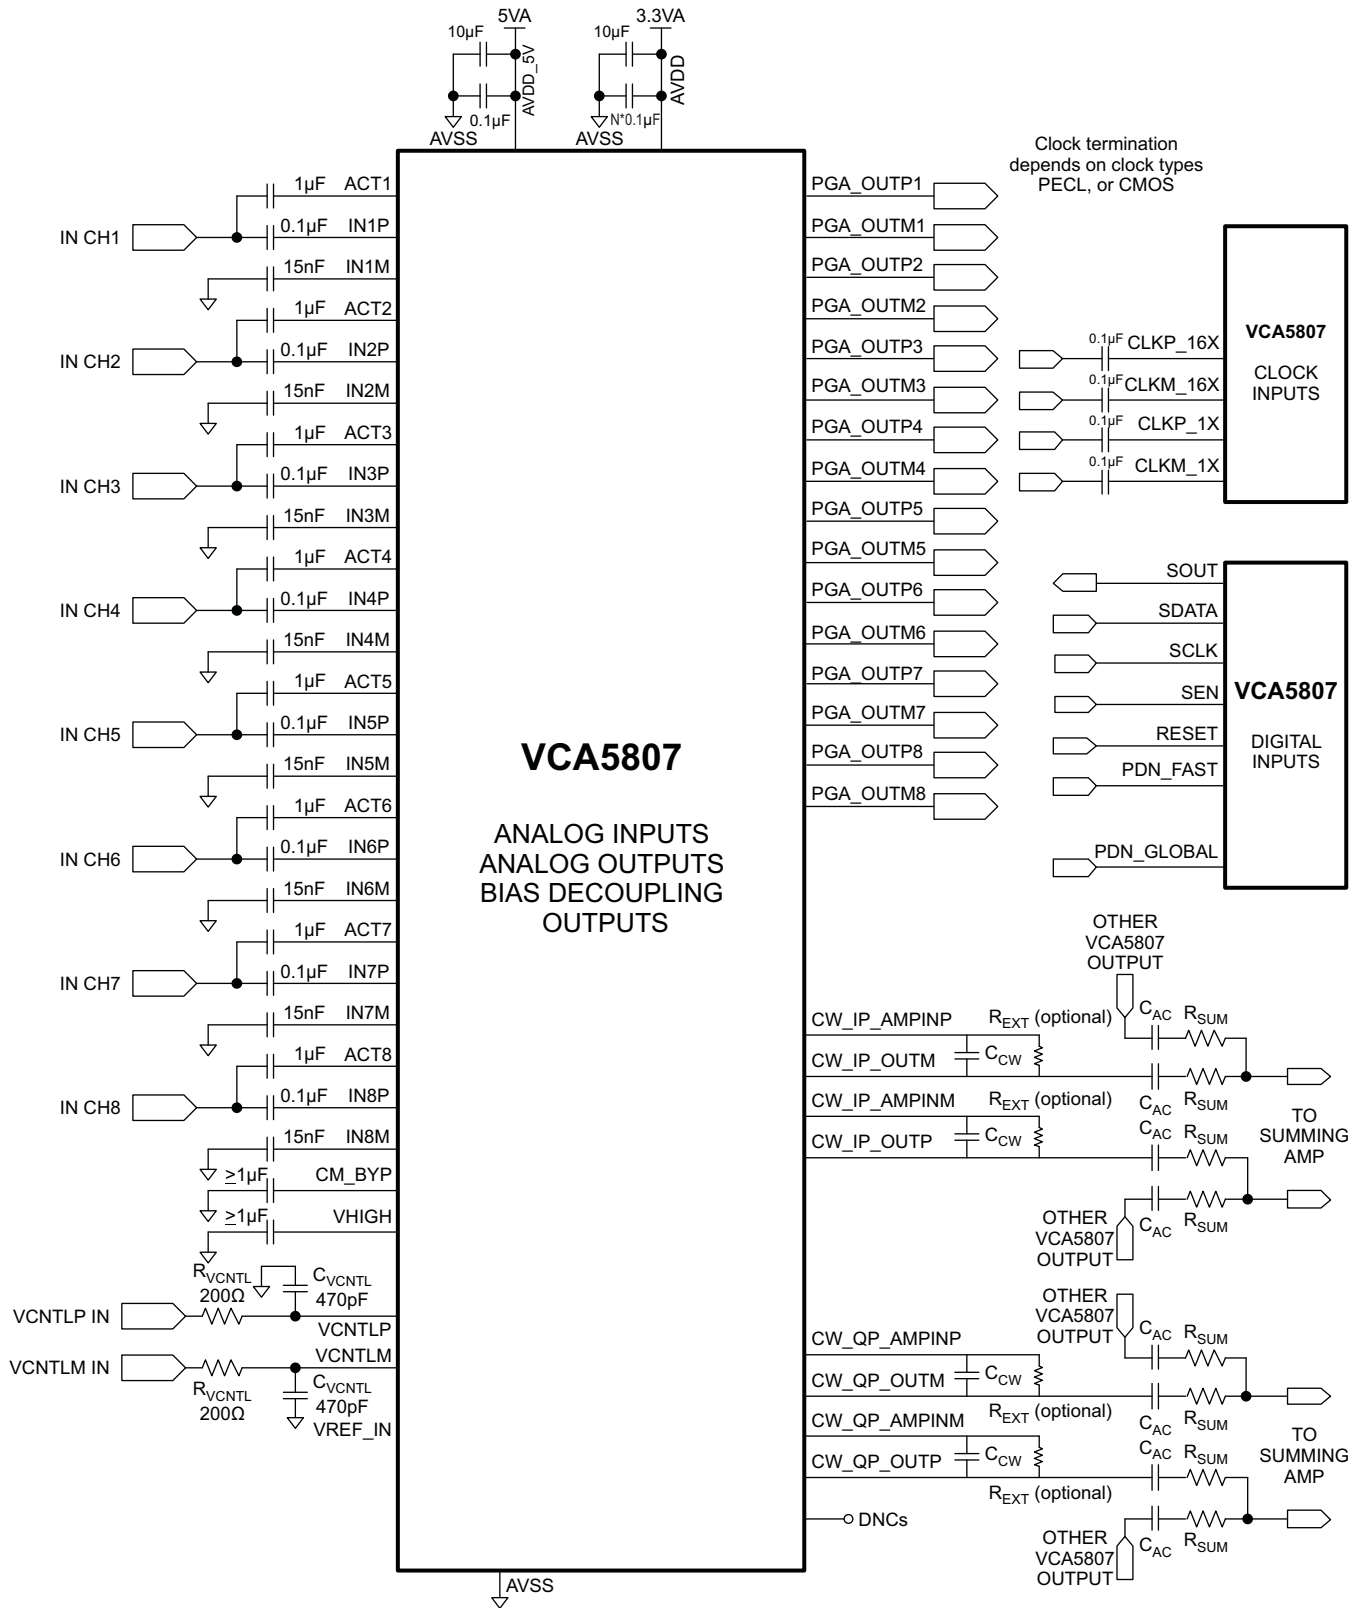 5VA
10µF
AVDD_5V
0.1µF
AVSS
3.3VA
10µF
AVDD
N*0.1µF
AVSS
1µF ACT1
IN CH1
0.1µF IN1P
15nF IN1M
1µF ACT2
IN CH2
0.1µF IN2P
15nF IN2M
1µF ACT3
IN CH3
0.1µF IN3P
15nF IN3M
1µF ACT4
IN CH4
0.1µF IN4P
15nF IN4M
1µF ACT5
IN CH5
0.1µF IN5P
15nF IN5M
1µF ACT6
IN CH6
0.1µF IN6P
15nF IN6M
1µF ACT7
IN CH7
0.1µF IN7P
15nF IN7M
1µF ACT8
IN CH8
0.1µF IN8P
15nF IN8M
≥1µF CM_BYP
≥1µF VHIGH
RVCNTL
200Ω
CVCNTL
470pF
VCNTLP IN
VCNTLP
VCNTLM IN
VCNTLM
RVCNTL
200Ω
CVCNTL
470pF
VREF_IN
VCA5807
ANALOG INPUTS
ANALOG OUTPUTS
BIAS DECOUPLING
OUTPUTS
AVSS
PGA_OUTP1
PGA_OUTM1
PGA_OUTP2
PGA_OUTM2
PGA_OUTP3
PGA_OUTM3
PGA_OUTP4
PGA_OUTM4
PGA_OUTP5
PGA_OUTM5
PGA_OUTP6
PGA_OUTM6
PGA_OUTP7
PGA_OUTM7
PGA_OUTP8
PGA_OUTM8
Clock termination
depends on clock types
PECL, or CMOS
0.1µF CLKP_16X
0.1µF CLKM_16X
0.1µF CLKP_1X
0.1µF CLKM_1X
VCA5807
CLOCK
INPUTS
SOUT
SDATA
SCLK
SEN
RESET
PDN_FAST
PDN_GLOBAL
VCA5807
DIGITAL
INPUTS
OTHER
VCA5807
OUTPUT
CAC RSUM
CW_IP_AMPINP REXT (optional)
CCW
CW_IP_OUTM
CAC RSUM
CW_IP_AMPINM REXT (optional)
CCW
CW_IP_OUTP
CAC RSUM
TO
SUMMING
AMP
OTHER
VCA5807
OUTPUT
CAC RSUM
OTHER
VCA5807
OUTPUT
CAC RSUM
CW_QP_AMPINP
CCW
CW_QP_OUTM
REXT (optional)
CAC RSUM
CW_QP_AMPINM
CCW
CW_QP_OUTP
REXT (optional)
CAC RSUM
TO
SUMMING
AMP
DNCs
OTHER
VCA5807
OUTPUT
CAC RSUM